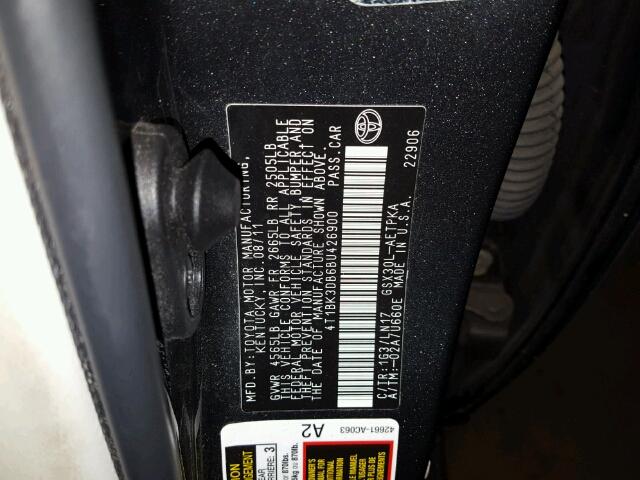 MFD.BY:TOYOTA MOTOR MANUFACTURING,
KENTUCKY, INC. 08/11
GVWR 4565LB GAWR FR 2665LB RR 2505LB
THIS VEHICLE CONFORMS TO ALL APPLICABLE
FEDERAL MOTOR VEHICLE SAFETY BUMPER AND
THEFT PREVENTION STANDARDS IN EFFECT ON
THE DATE OF MANUFACTURE SHOWN ABOVE.
4T1BK3DB6BU426900 PASS.CAR
C/TR:1G3/LN17 GSX30L-AETPKA
A/TM:-02A/U660E MADE IN U.S.A.
22906
42661-AC063
A2